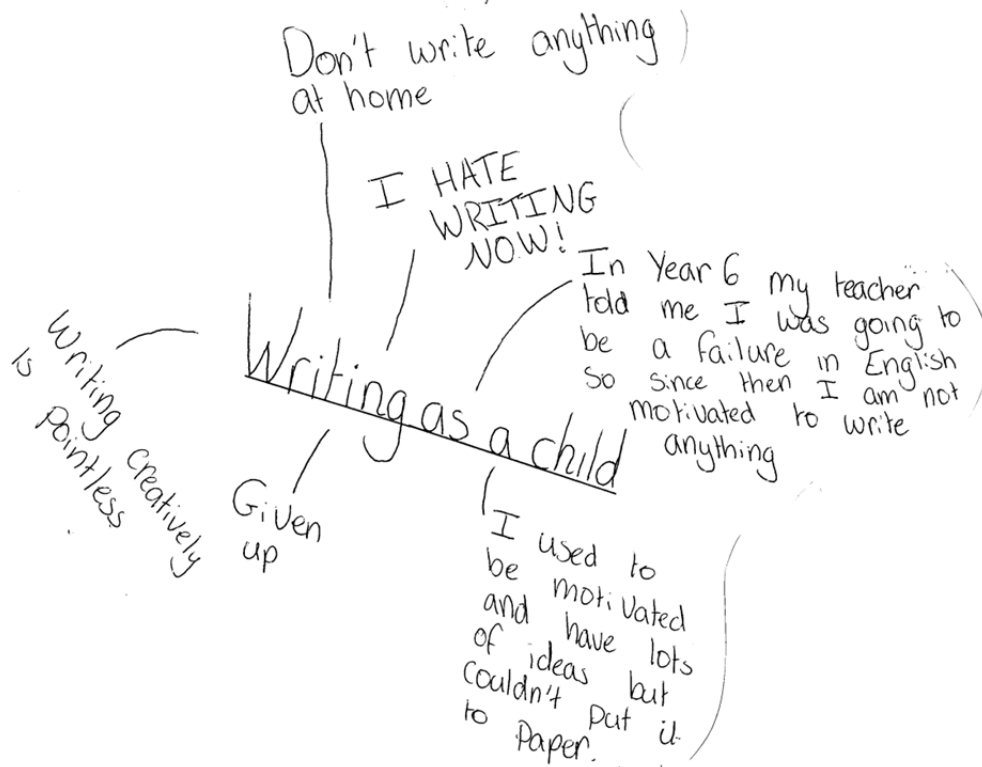 Don't write anything
at home
I HATE
WRITING
NOW!
In Year 6 my teacher
told me I was going to
be a failure in English
so since then I am not
motivated to write
anything
Writing as a child
Writing creatively
is pointless
Given
up
I used to
be motivated
and have lots
of ideas but
couldn't put it
to paper.